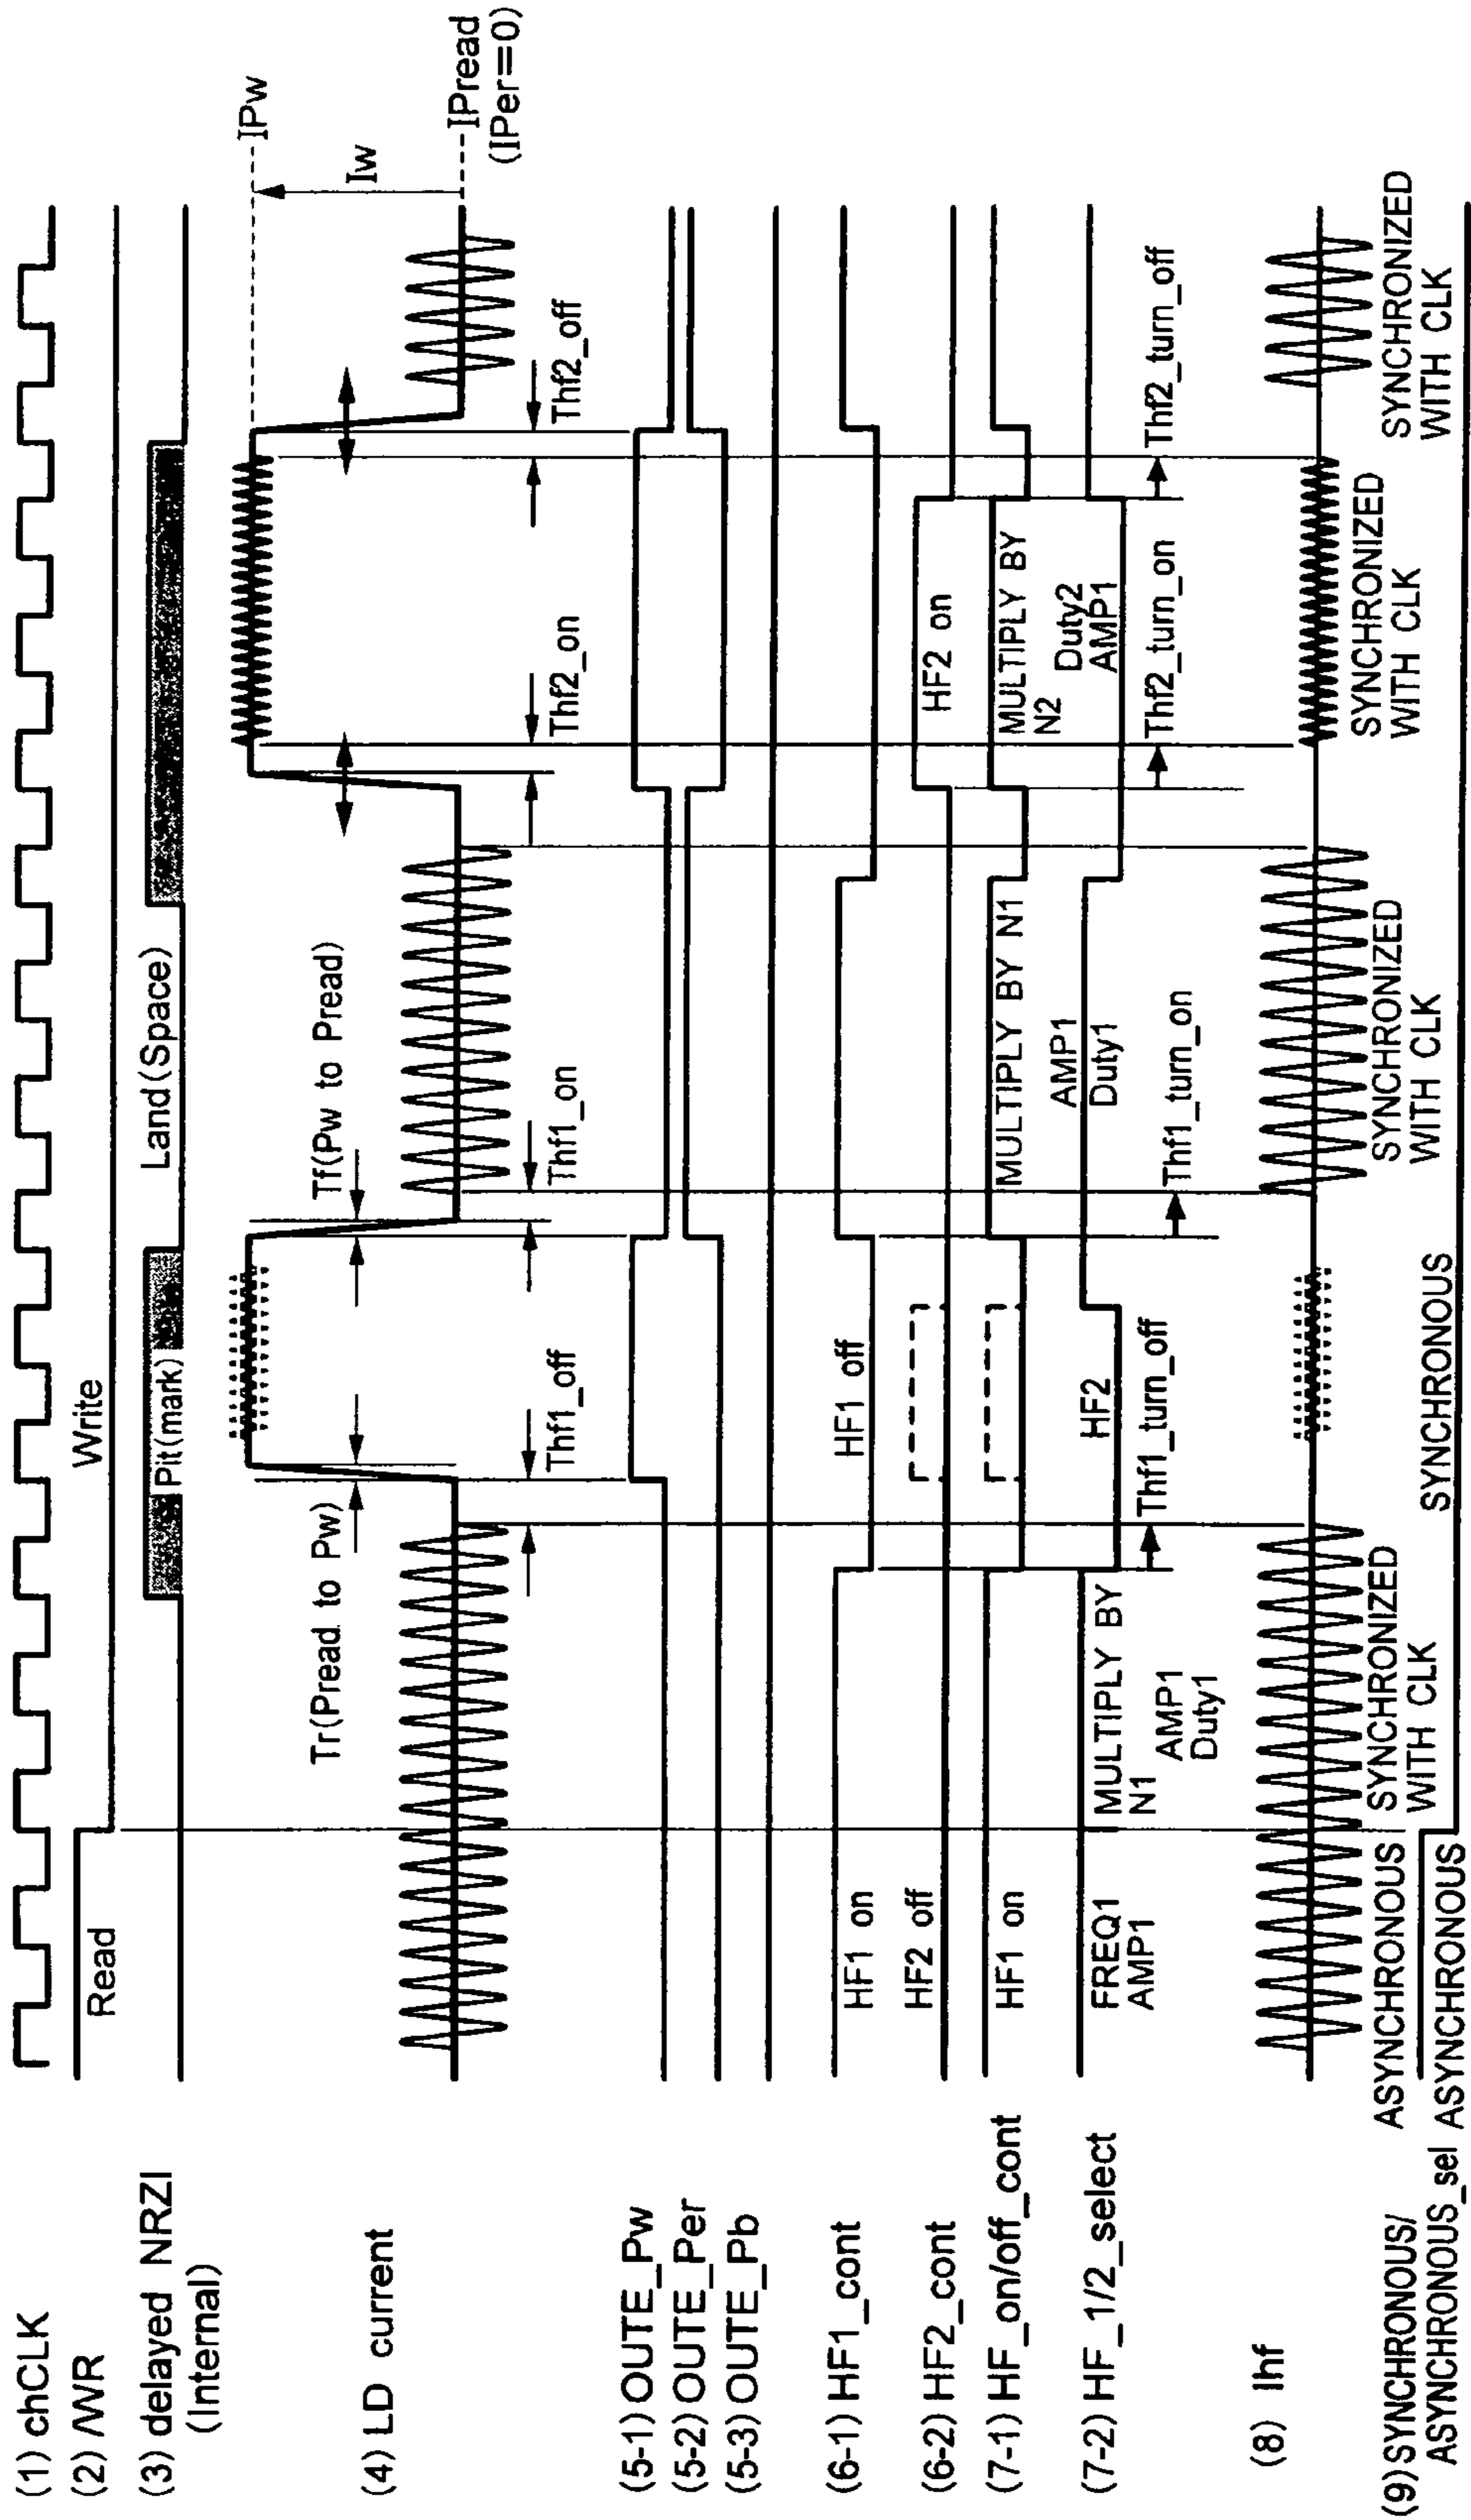 (1) chCLK
(2) /WR
Read
Write
(3) delayed NRZI
(Internal)
Pit(mark)
Land(Space)
(4) LD current
Tr(Pread to Pw)
Tf(Pw to Pread)
IPw
Iw
IPread
(IPer=0)
Thf1_off
Thf1_on
Thf2_on
Thf2_off
(5-1) OUTE_Pw
(5-2) OUTE_Per
(5-3) OUTE_Pb
(6-1) HF1_cont
HF1 on
HF1 off
(6-2) HF2_cont
HF2 off
HF2 on
(7-1) HF_on/off_cont
HF1 on
MULTIPLY BY N1
MULTIPLY BY
N2
(7-2) HF_1/2_select
FREQ1
AMP1
MULTIPLY BY
N1
AMP1
Duty1
HF2
AMP1
Duty1
Duty2
AMP1
Thf1_turn_off
Thf1_turn_on
Thf2_turn_on
Thf2_turn_off
(8) Ihf
ASYNCHRONOUS
SYNCHRONIZED
WITH CLK
SYNCHRONIZED
WITH CLK
SYNCHRONIZED
WITH CLK
SYNCHRONIZED
WITH CLK
(9) SYNCHRONOUS/
ASYNCHRONOUS_sel
ASYNCHRONOUS
SYNCHRONOUS